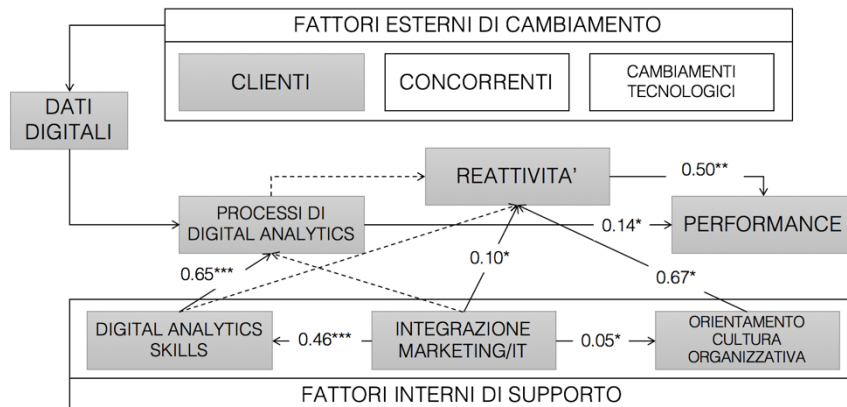 FATTORI ESTERNI DI CAMBIAMENTO
CLIENTI
CONCORRENTI
CAMBIAMENTI
TECNOLOGICI
DATI
DIGITALI
REATTIVITA’
0.50**
PROCESSI DI
DIGITAL ANALYTICS
0.14*
PERFORMANCE
0.65***
0.10*
0.67*
DIGITAL ANALYTICS
SKILLS
0.46***
INTEGRAZIONE
MARKETING/IT
0.05*
ORIENTAMENTO
CULTURA
ORGANIZZATIVA
FATTORI INTERNI DI SUPPORTO